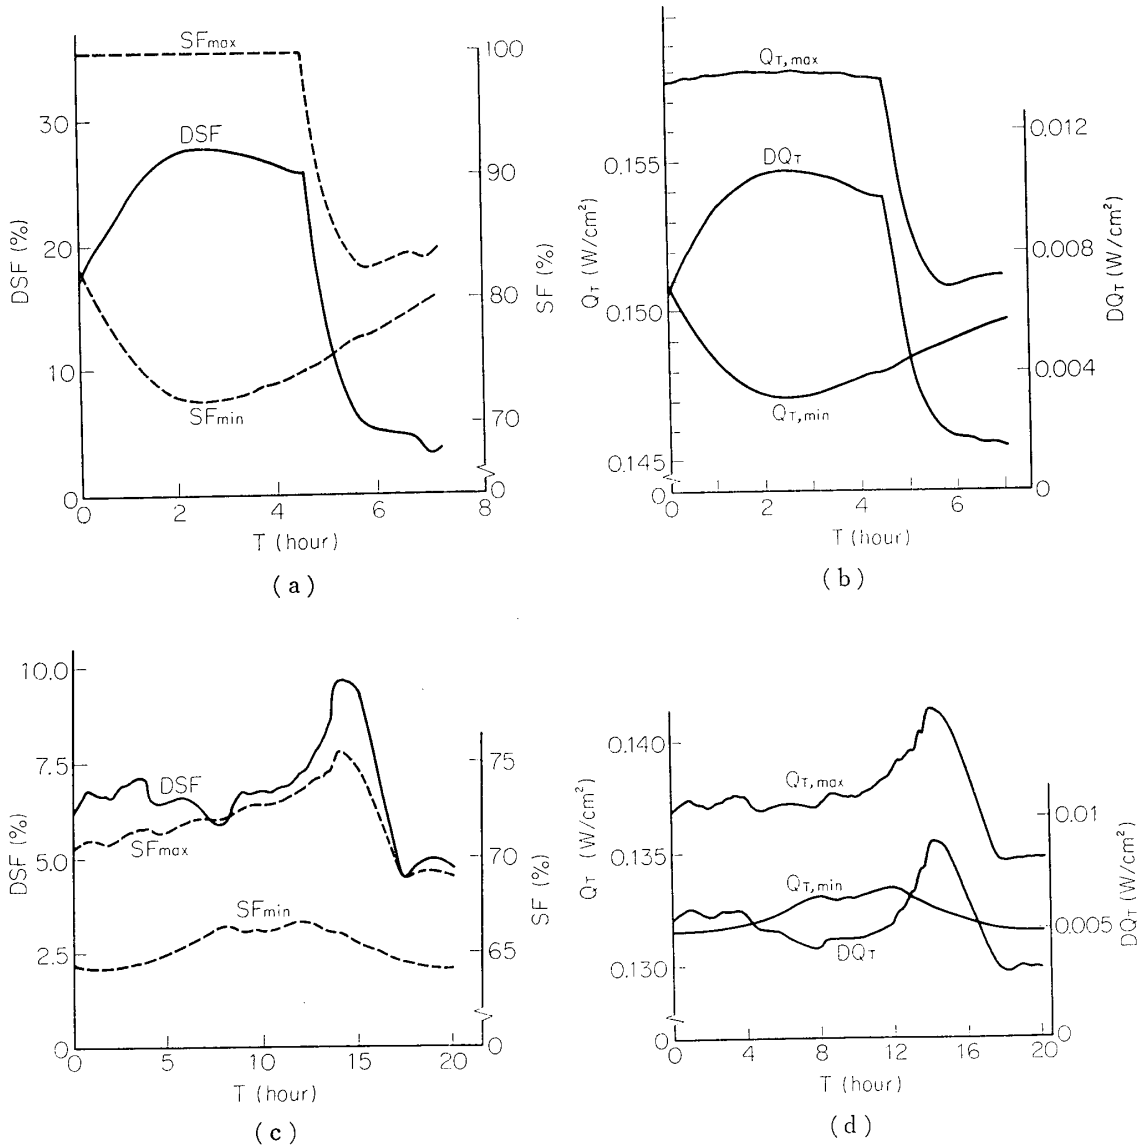 SFmax
DSF
SFmin
DSF (%)
30
20
10
0
SF (%)
100
90
80
70
0
0 2 4 6 8
T (hour)
(a)
QT,max
DQT
QT,min
QT (W/cm²)
0.155
0.150
0.145
0
DQT (W/cm²)
0.012
0.008
0.004
0
0 2 4 6
T (hour)
(b)
DSF
SFmax
SFmin
DSF (%)
10.0
7.5
5.0
2.5
0
SF (%)
75
70
65
0
0 5 10 15 20
T (hour)
(c)
QT,max
QT,min
DQT
QT (W/cm²)
0.140
0.135
0.130
0
DQT (W/cm²)
0.01
0.005
0
0 4 8 12 16 20
T (hour)
(d)